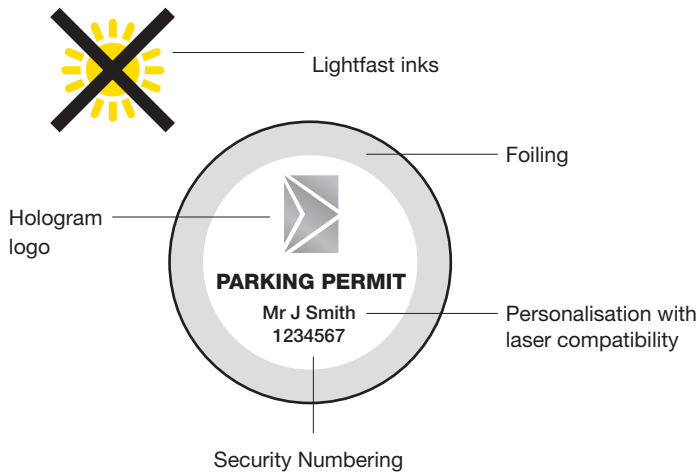 Lightfast inks
Foiling
Hologram
logo
PARKING PERMIT
Mr J Smith
1234567
Personalisation with
laser compatibility
Security Numbering